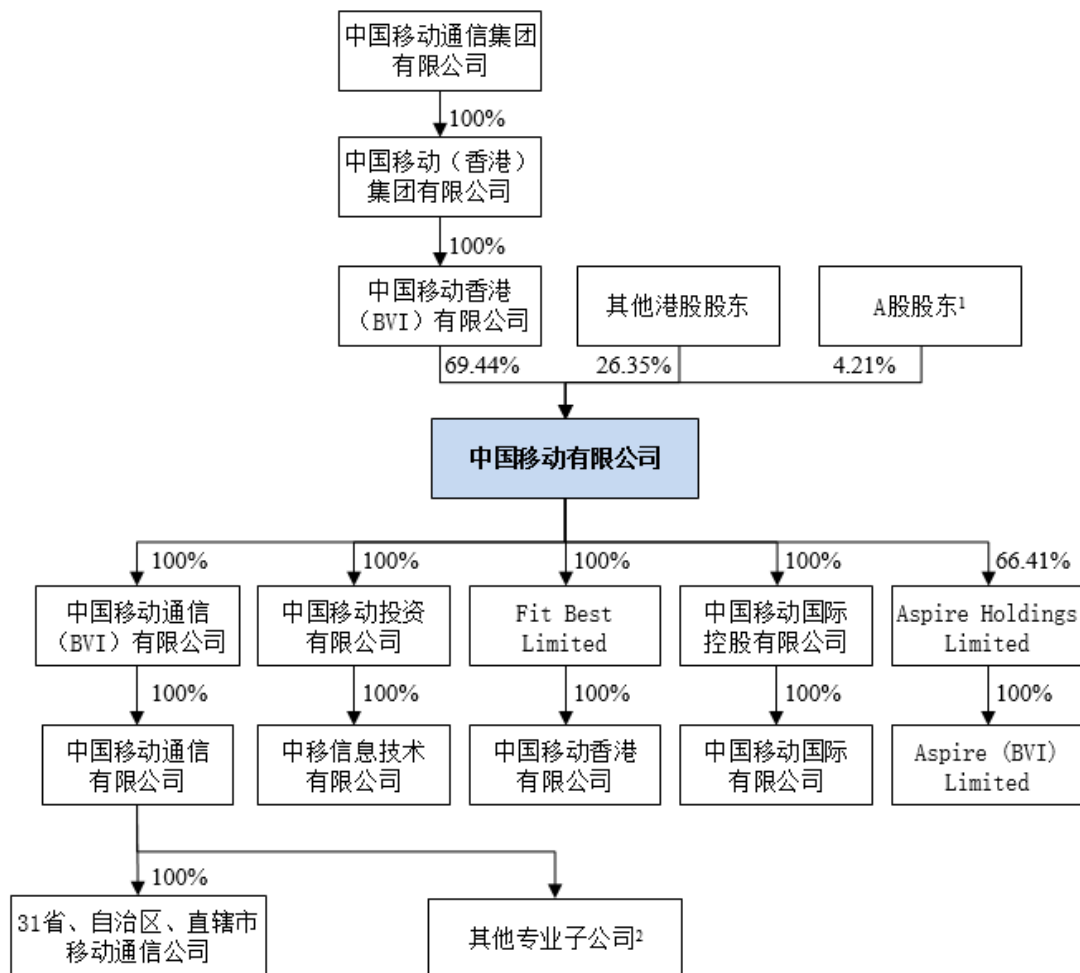 中国移动通信集团
有限公司
100%
中国移动（香港）
集团有限公司
100%
中国移动香港
（BVI）有限公司
其他港股股东
A股股东¹
69.44%
26.35%
4.21%
中国移动有限公司
100%
100%
100%
100%
66.41%
中国移动通信
（BVI）有限公司
中国移动投资
有限公司
Fit Best
Limited
中国移动国际
控股有限公司
Aspire Holdings
Limited
100%
100%
100%
100%
100%
中国移动通信
有限公司
中移信息技术
有限公司
中国移动香港
有限公司
中国移动国际
有限公司
Aspire (BVI)
Limited
100%
31省、自治区、直辖市
移动通信公司
其他专业子公司²